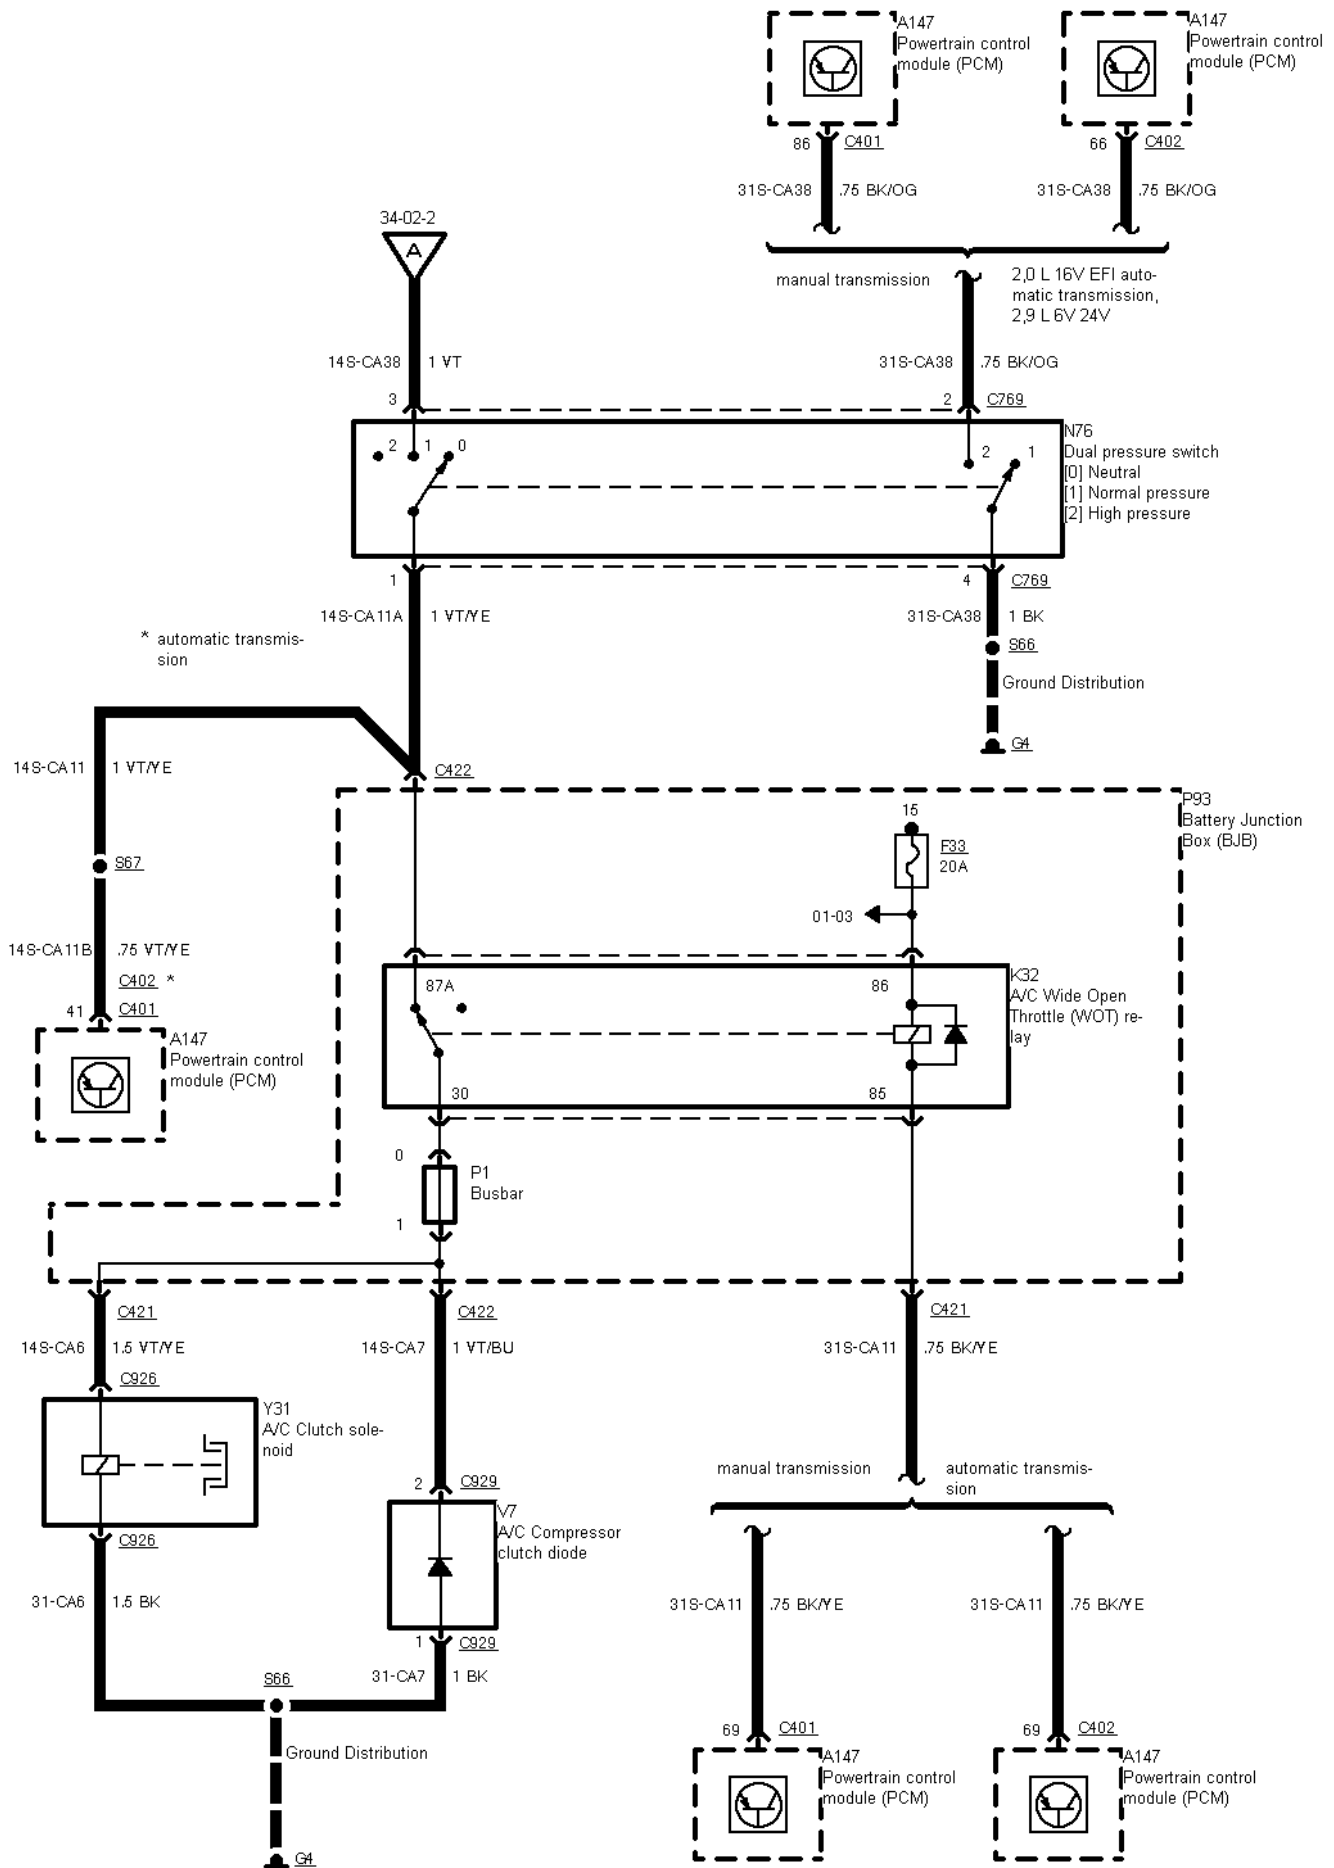 A147
Powertrain control
module (PCM)
A147
Powertrain control
module (PCM)
86 C401
66 C402
31S-CA38 .75 BK/OG
31S-CA38 .75 BK/OG
34-02-2
A
manual transmission
2,0 L 16V EFI auto-
matic transmission,
2,9 L 6V 24V
14S-CA38 1 VT
31S-CA38 .75 BK/OG
3
2 C769
2 1 0
2 1
N76
Dual pressure switch
[0] Neutral
[1] Normal pressure
[2] High pressure
1
4 C769
14S-CA11A 1 VT/YE
31S-CA38 1 BK
* automatic transmis-
sion
S66
Ground Distribution
G4
14S-CA11 1 VT/YE
C422
P93
Battery Junction
Box (BJB)
15
F33
20A
S67
01-03
14S-CA11B .75 VT/YE
C402 *
41 C401
A147
Powertrain control
module (PCM)
87A
86
K32
A/C Wide Open
Throttle (WOT) re-
lay
30
85
0
P1
Busbar
1
C421
C422
C421
14S-CA6 1.5 VT/YE
14S-CA7 1 VT/BU
31S-CA11 .75 BK/YE
C926
Y31
A/C Clutch sole-
noid
manual transmission
automatic transmis-
sion
2 C929
V7
A/C Compressor
clutch diode
C926
31-CA6 1.5 BK
31S-CA11 .75 BK/YE
31S-CA11 .75 BK/YE
1 C929
31-CA7 1 BK
S66
Ground Distribution
G4
69 C401
69 C402
A147
Powertrain control
module (PCM)
A147
Powertrain control
module (PCM)